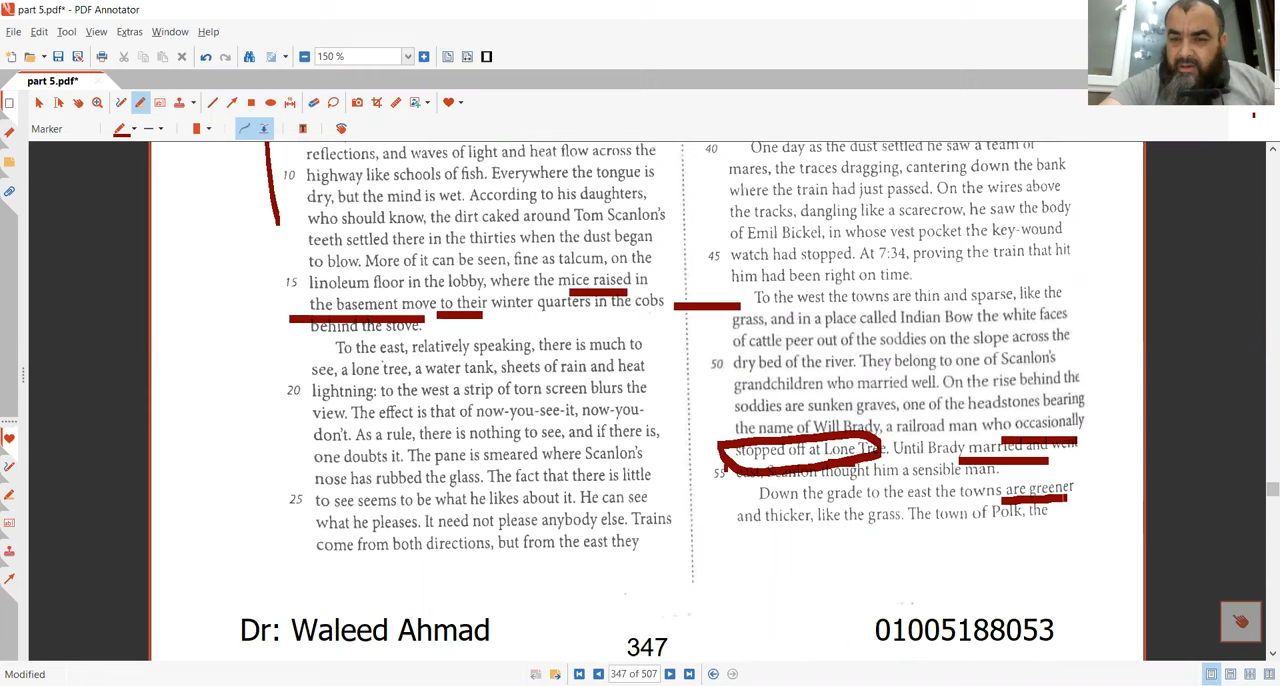 part 5.pdf* - PDF Annotator
File Edit Tool View Extras Window Help
150 %
part 5.pdf*
Marker
reflections, and waves of light and heat flow across the
10 highway like schools of fish. Everywhere the tongue is
dry, but the mind is wet. According to his daughters,
who should know, the dirt caked around Tom Scanlon's
teeth settled there in the thirties when the dust began
to blow. More of it can be seen, fine as talcum, on the
15 linoleum floor in the lobby, where the mice raised in
the basement move to their winter quarters in the cobs
behind the stove.
To the east, relatively speaking, there is much to
see, a lone tree, a water tank, sheets of rain and heat
20 lightning: to the west a strip of torn screen blurs the
view. The effect is that of now-you-see-it, now-you-
don't. As a rule, there is nothing to see, and if there is,
one doubts it. The pane is smeared where Scanlon's
nose has rubbed the glass. The fact that there is little
25 to see seems to be what he likes about it. He can see
what he pleases. It need not please anybody else. Trains
come from both directions, but from the east they
40 One day as the dust settled he saw a team of
mares, the traces dragging, cantering down the bank
where the train had just passed. On the wires above
the tracks, dangling like a scarecrow, he saw the body
of Emil Bickel, in whose vest pocket the key-wound
45 watch had stopped. At 7:34, proving the train that hit
him had been right on time.
To the west the towns are thin and sparse, like the
grass, and in a place called Indian Bow the white faces
of cattle peer out of the soddies on the slope across the
50 dry bed of the river. They belong to one of Scanlon's
grandchildren who married well. On the rise behind the
soddies are sunken graves, one of the headstones bearing
the name of Will Brady, a railroad man who occasionally
stopped off at Lone Tree. Until Brady married and went
55 east, Scanlon thought him a sensible man.
Down the grade to the east the towns are greener
and thicker, like the grass. The town of Polk, the
Dr: Waleed Ahmad
347
01005188053
Modified
347 of 507